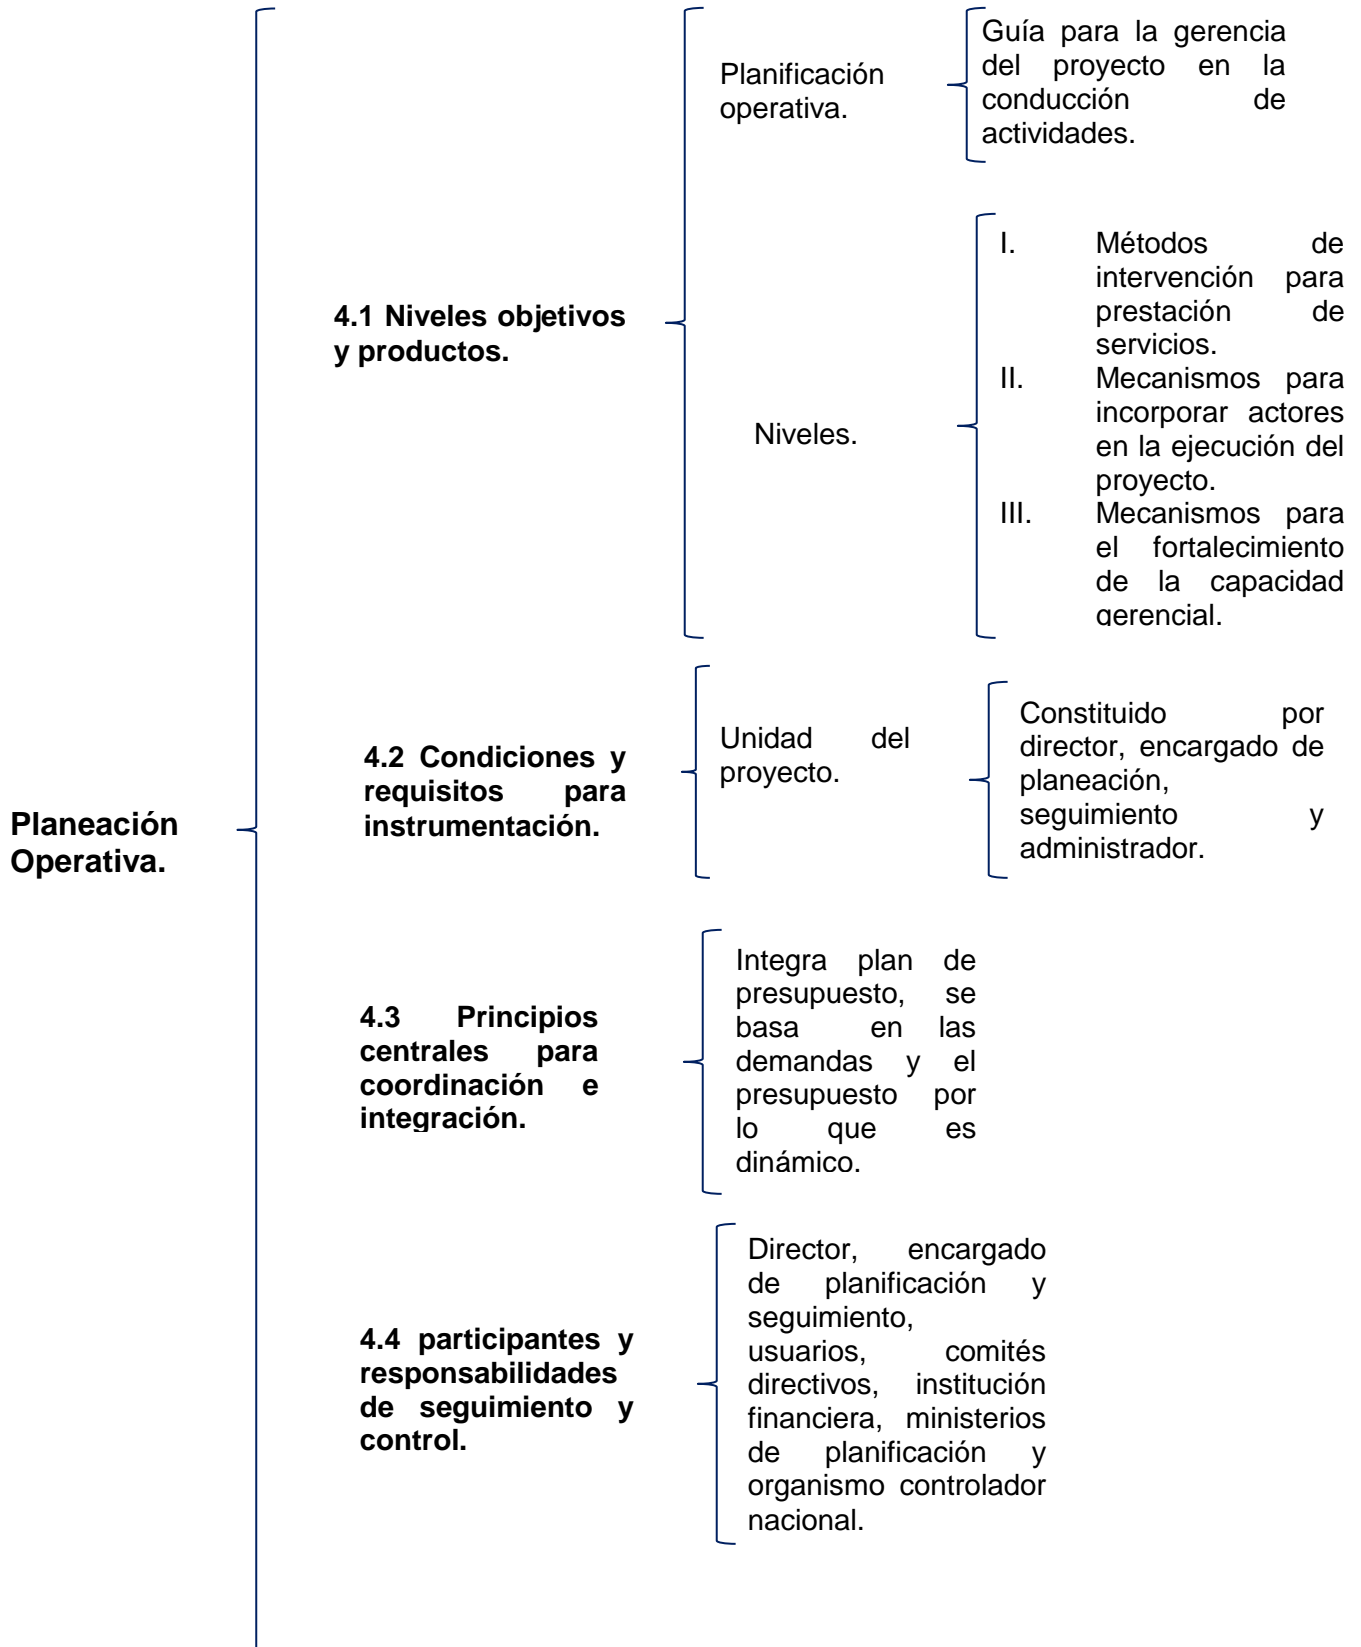 Planeación
Operativa.
4.1 Niveles objetivos
y productos.
Planificación
operativa.
Guía para la gerencia
del proyecto en la
conducción de
actividades.
Niveles.
I. Métodos de
intervención para
prestación de
servicios.
II. Mecanismos para
incorporar actores
en la ejecución del
proyecto.
III. Mecanismos para
el fortalecimiento
de la capacidad
gerencial.
4.2 Condiciones y
requisitos para
instrumentación.
Unidad del
proyecto.
Constituido por
director, encargado de
planeación,
seguimiento y
administrador.
4.3 Principios
centrales para
coordinación e
integración.
Integra plan de
presupuesto, se
basa en las
demandas y el
presupuesto por
lo que es
dinámico.
4.4 participantes y
responsabilidades
de seguimiento y
control.
Director, encargado
de planificación y
seguimiento,
usuarios, comités
directivos, institución
financiera, ministerios
de planificación y
organismo controlador
nacional.